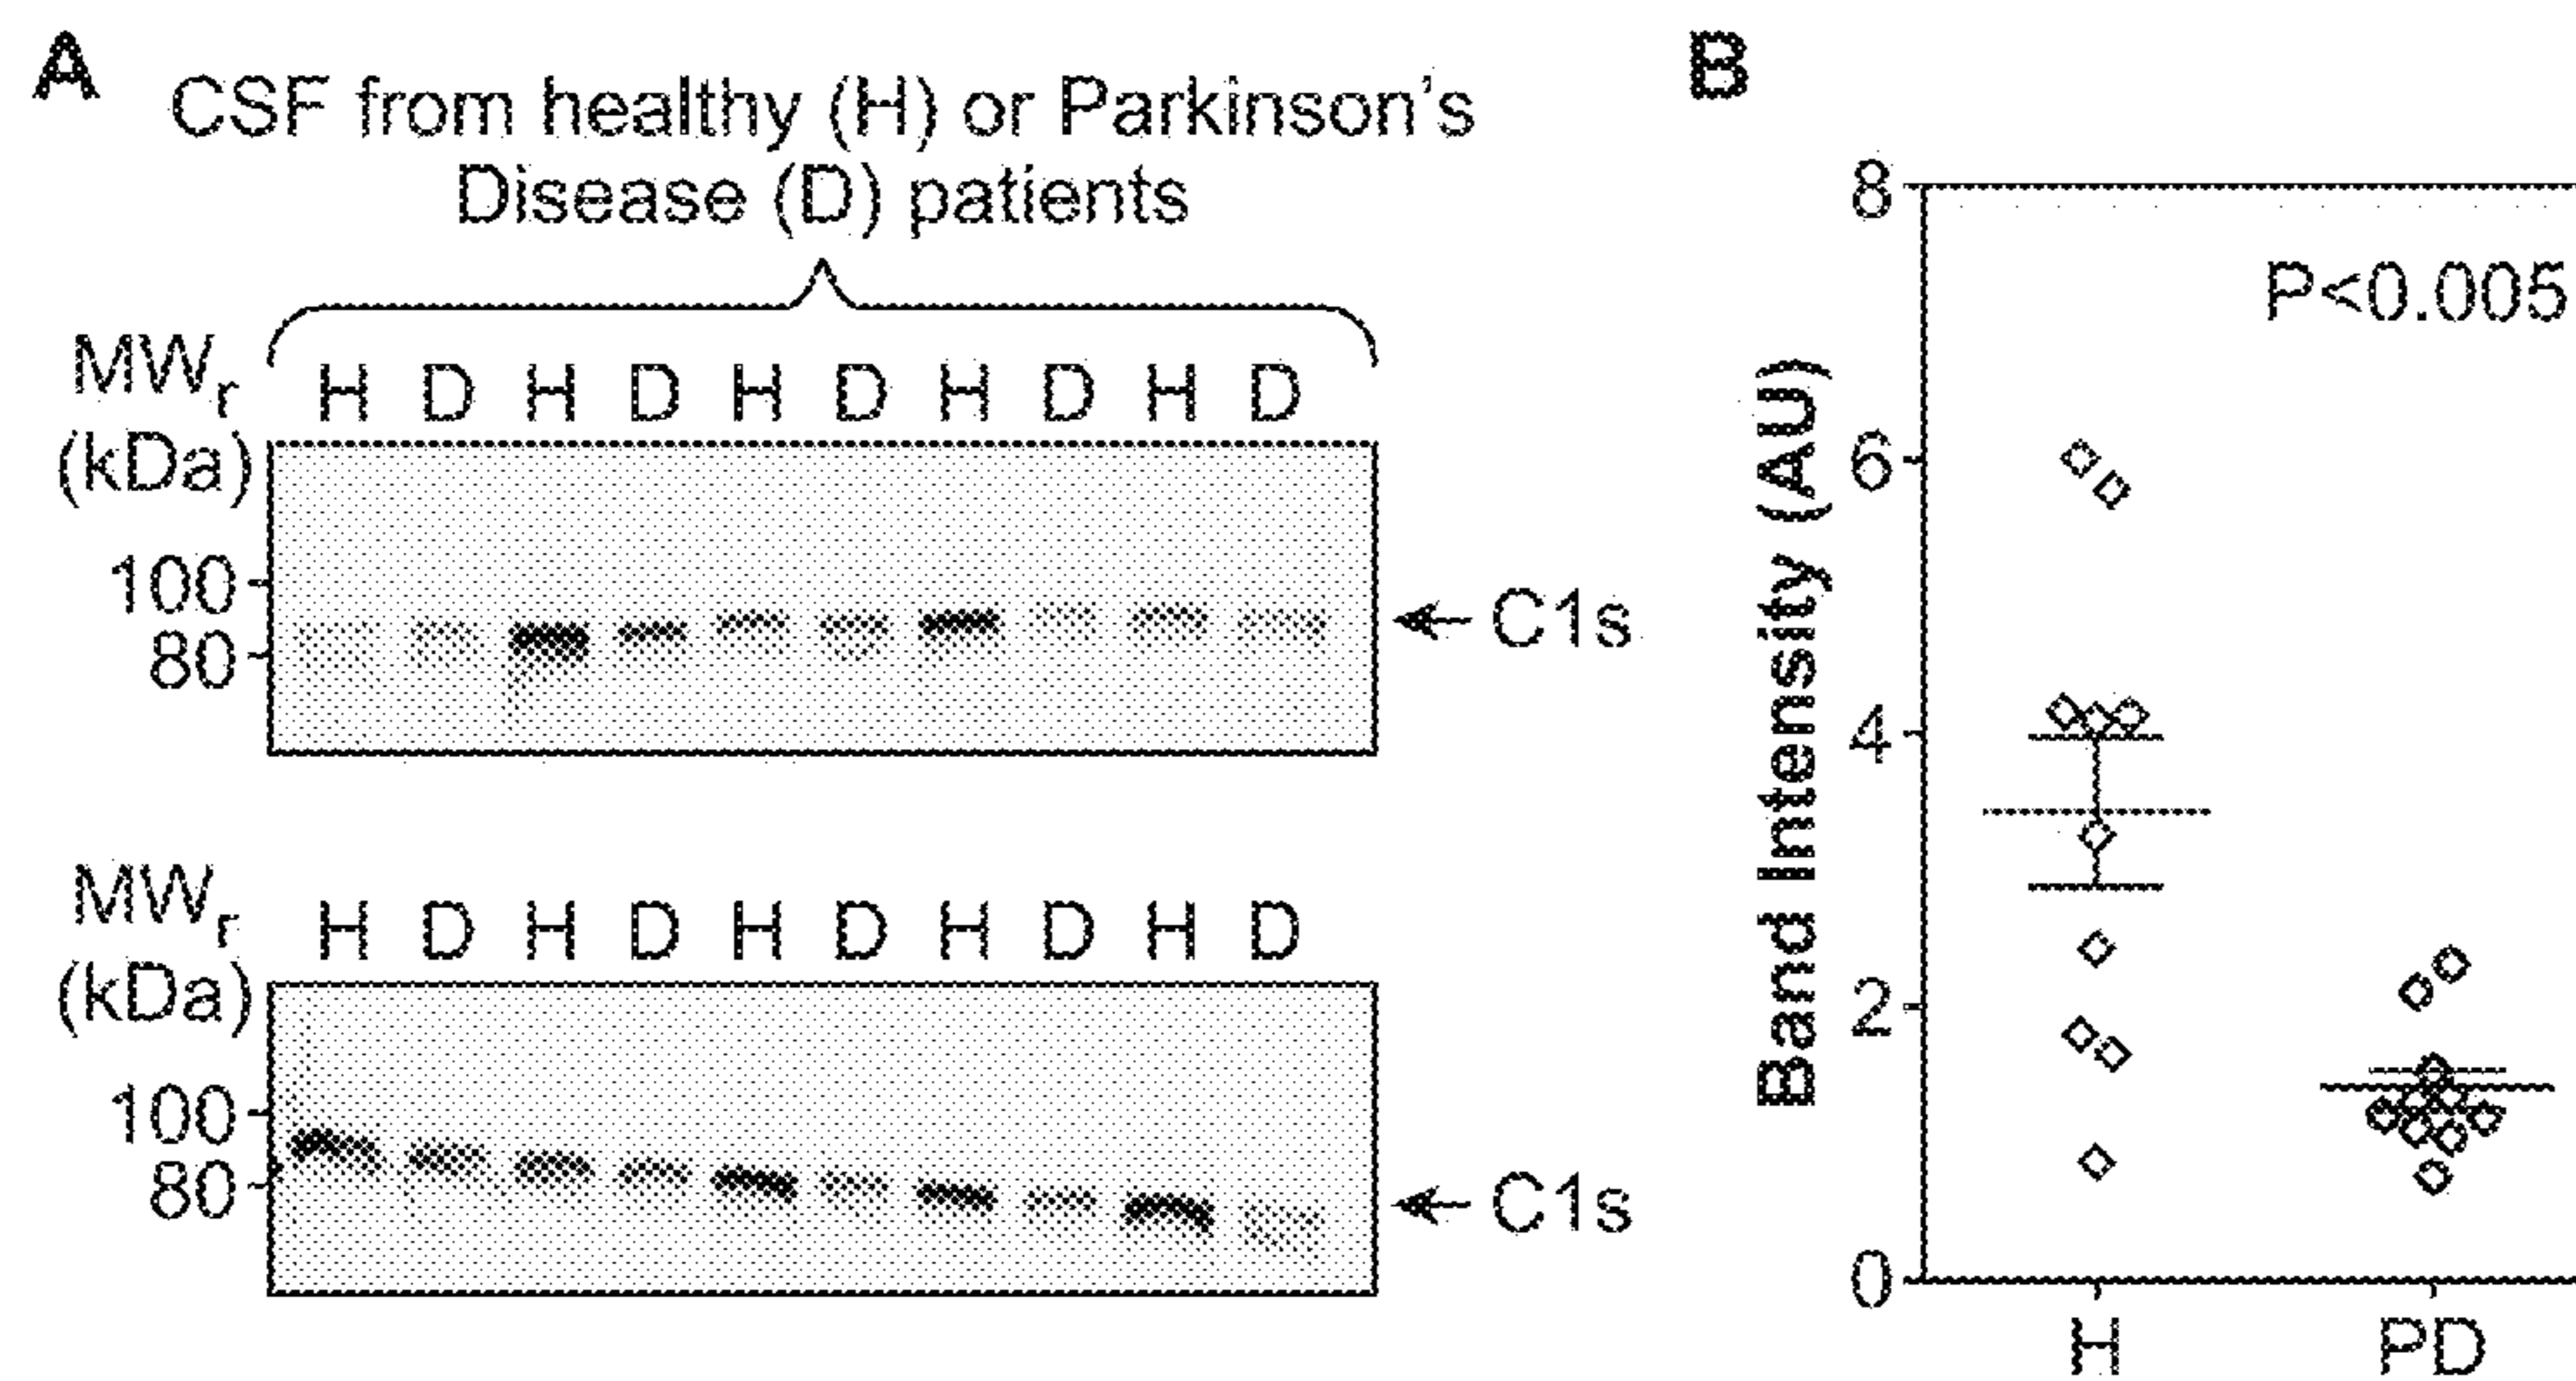 A
CSF from healthy (H) or Parkinson's
Disease (D) patients
MWr
(kDa)
H D H D H D H D H D
100
80
← C1s
MWr
(kDa)
H D H D H D H D H D
100
80
← C1s
B
Band Intensity (AU)
8
6
4
2
0
P<0.005
H PD